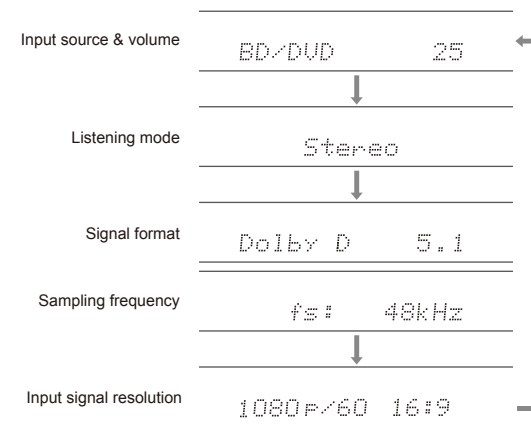 Input source & volume
BD/DVD 25
Listening mode
Stereo
Signal format
Dolby D 5.1
Sampling frequency
fs: 48kHz
Input signal resolution
1080p/60 16:9